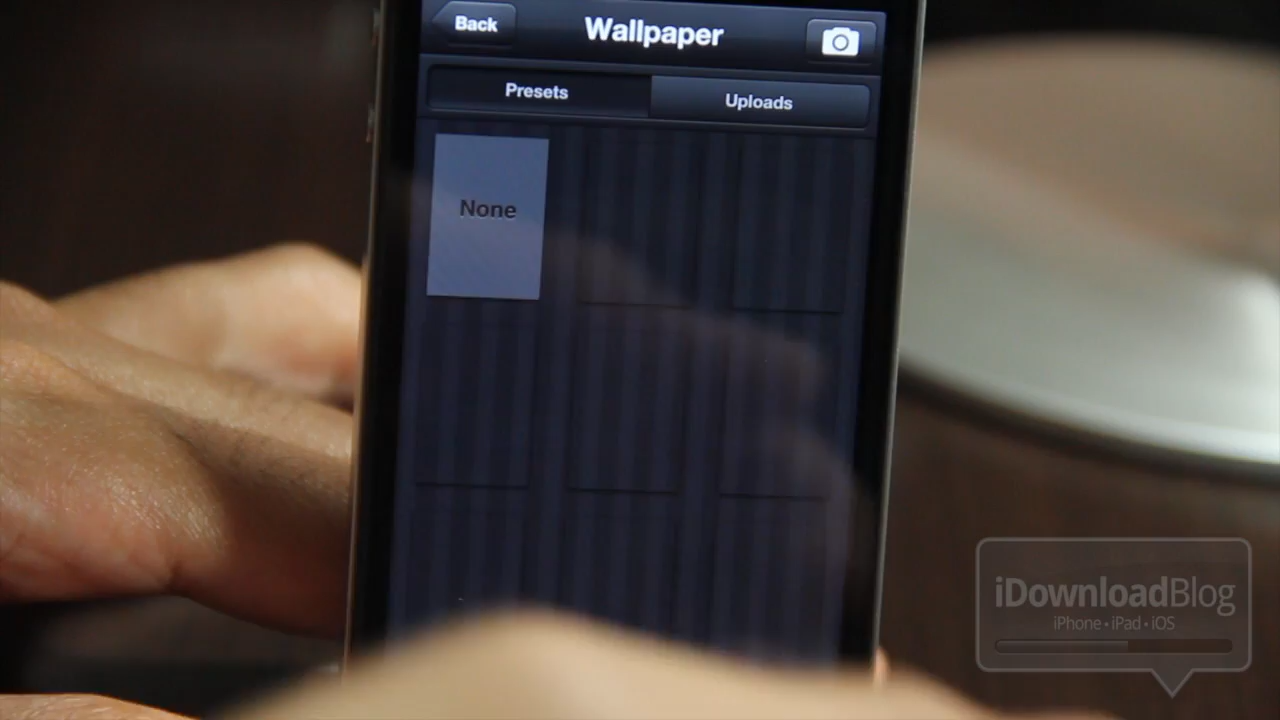 Back
Wallpaper
Presets
Uploads
None
iDownloadBlog
iPhone • iPad • iOS